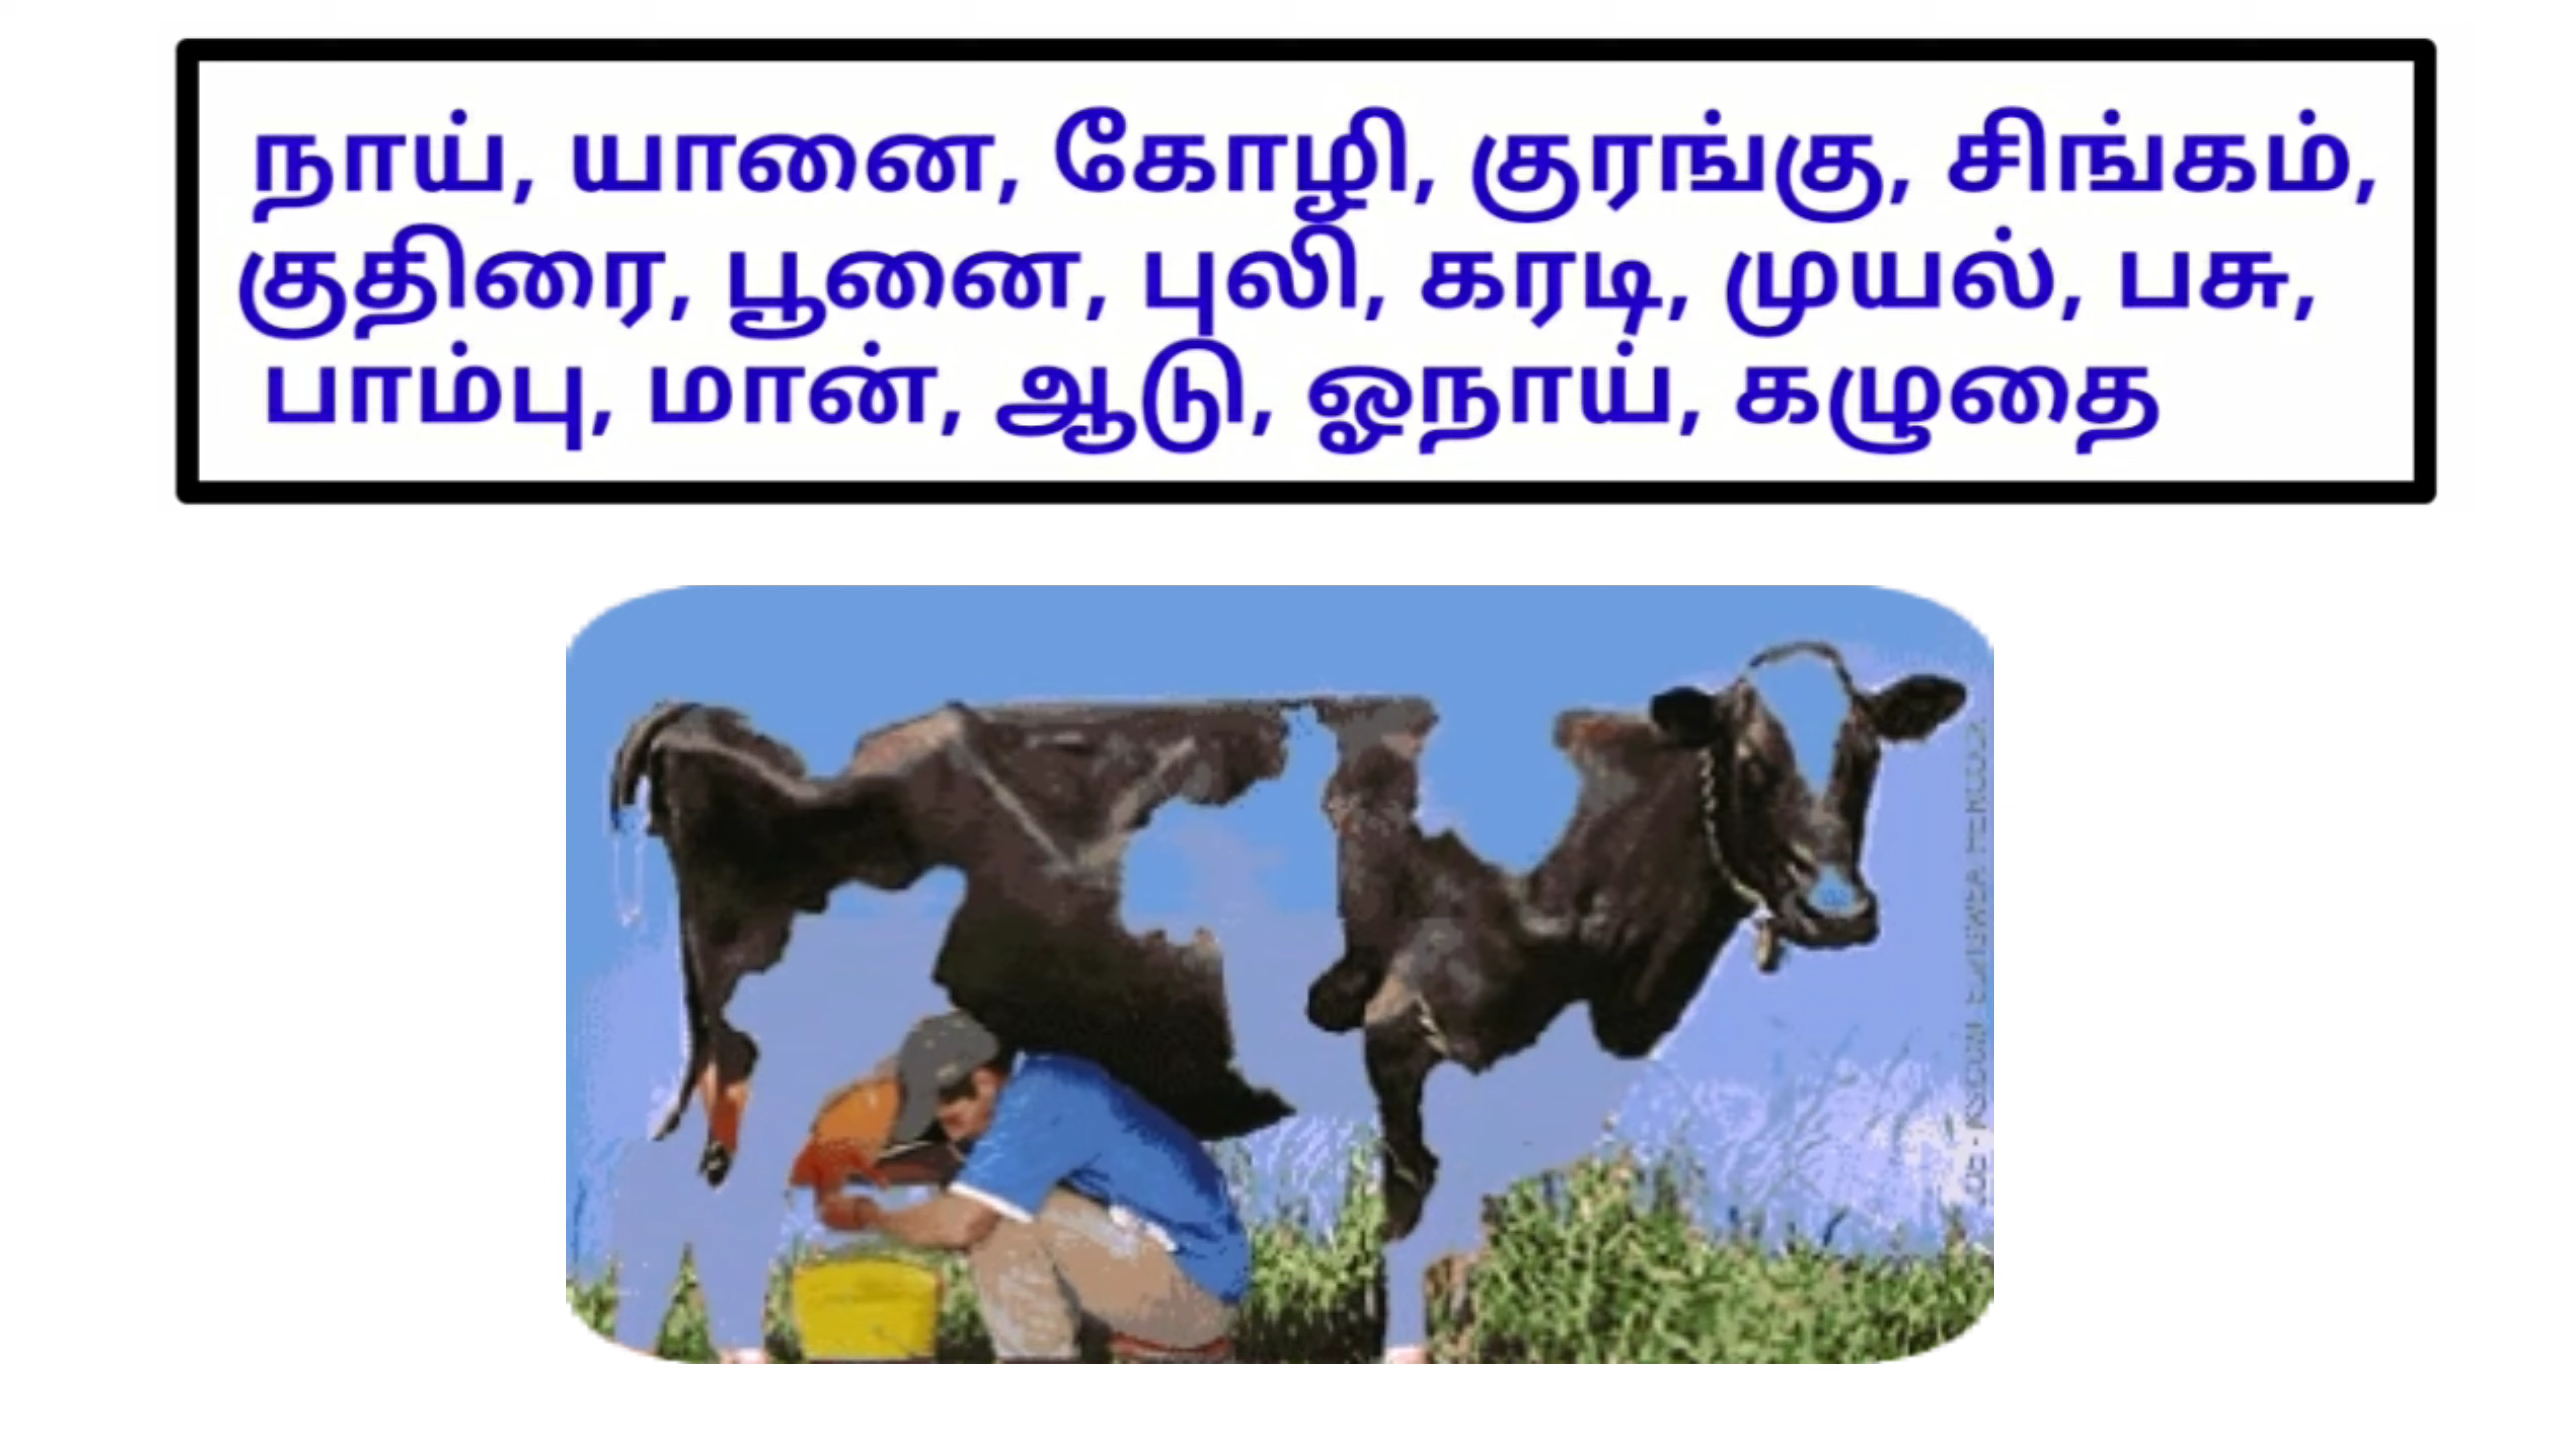 நாய், யானை, கோழி, குரங்கு, சிங்கம்,
குதிரை, பூனை, புலி, கரடி, முயல், பசு,
பாம்பு, மான், ஆடு, ஓநாய், கழுதை